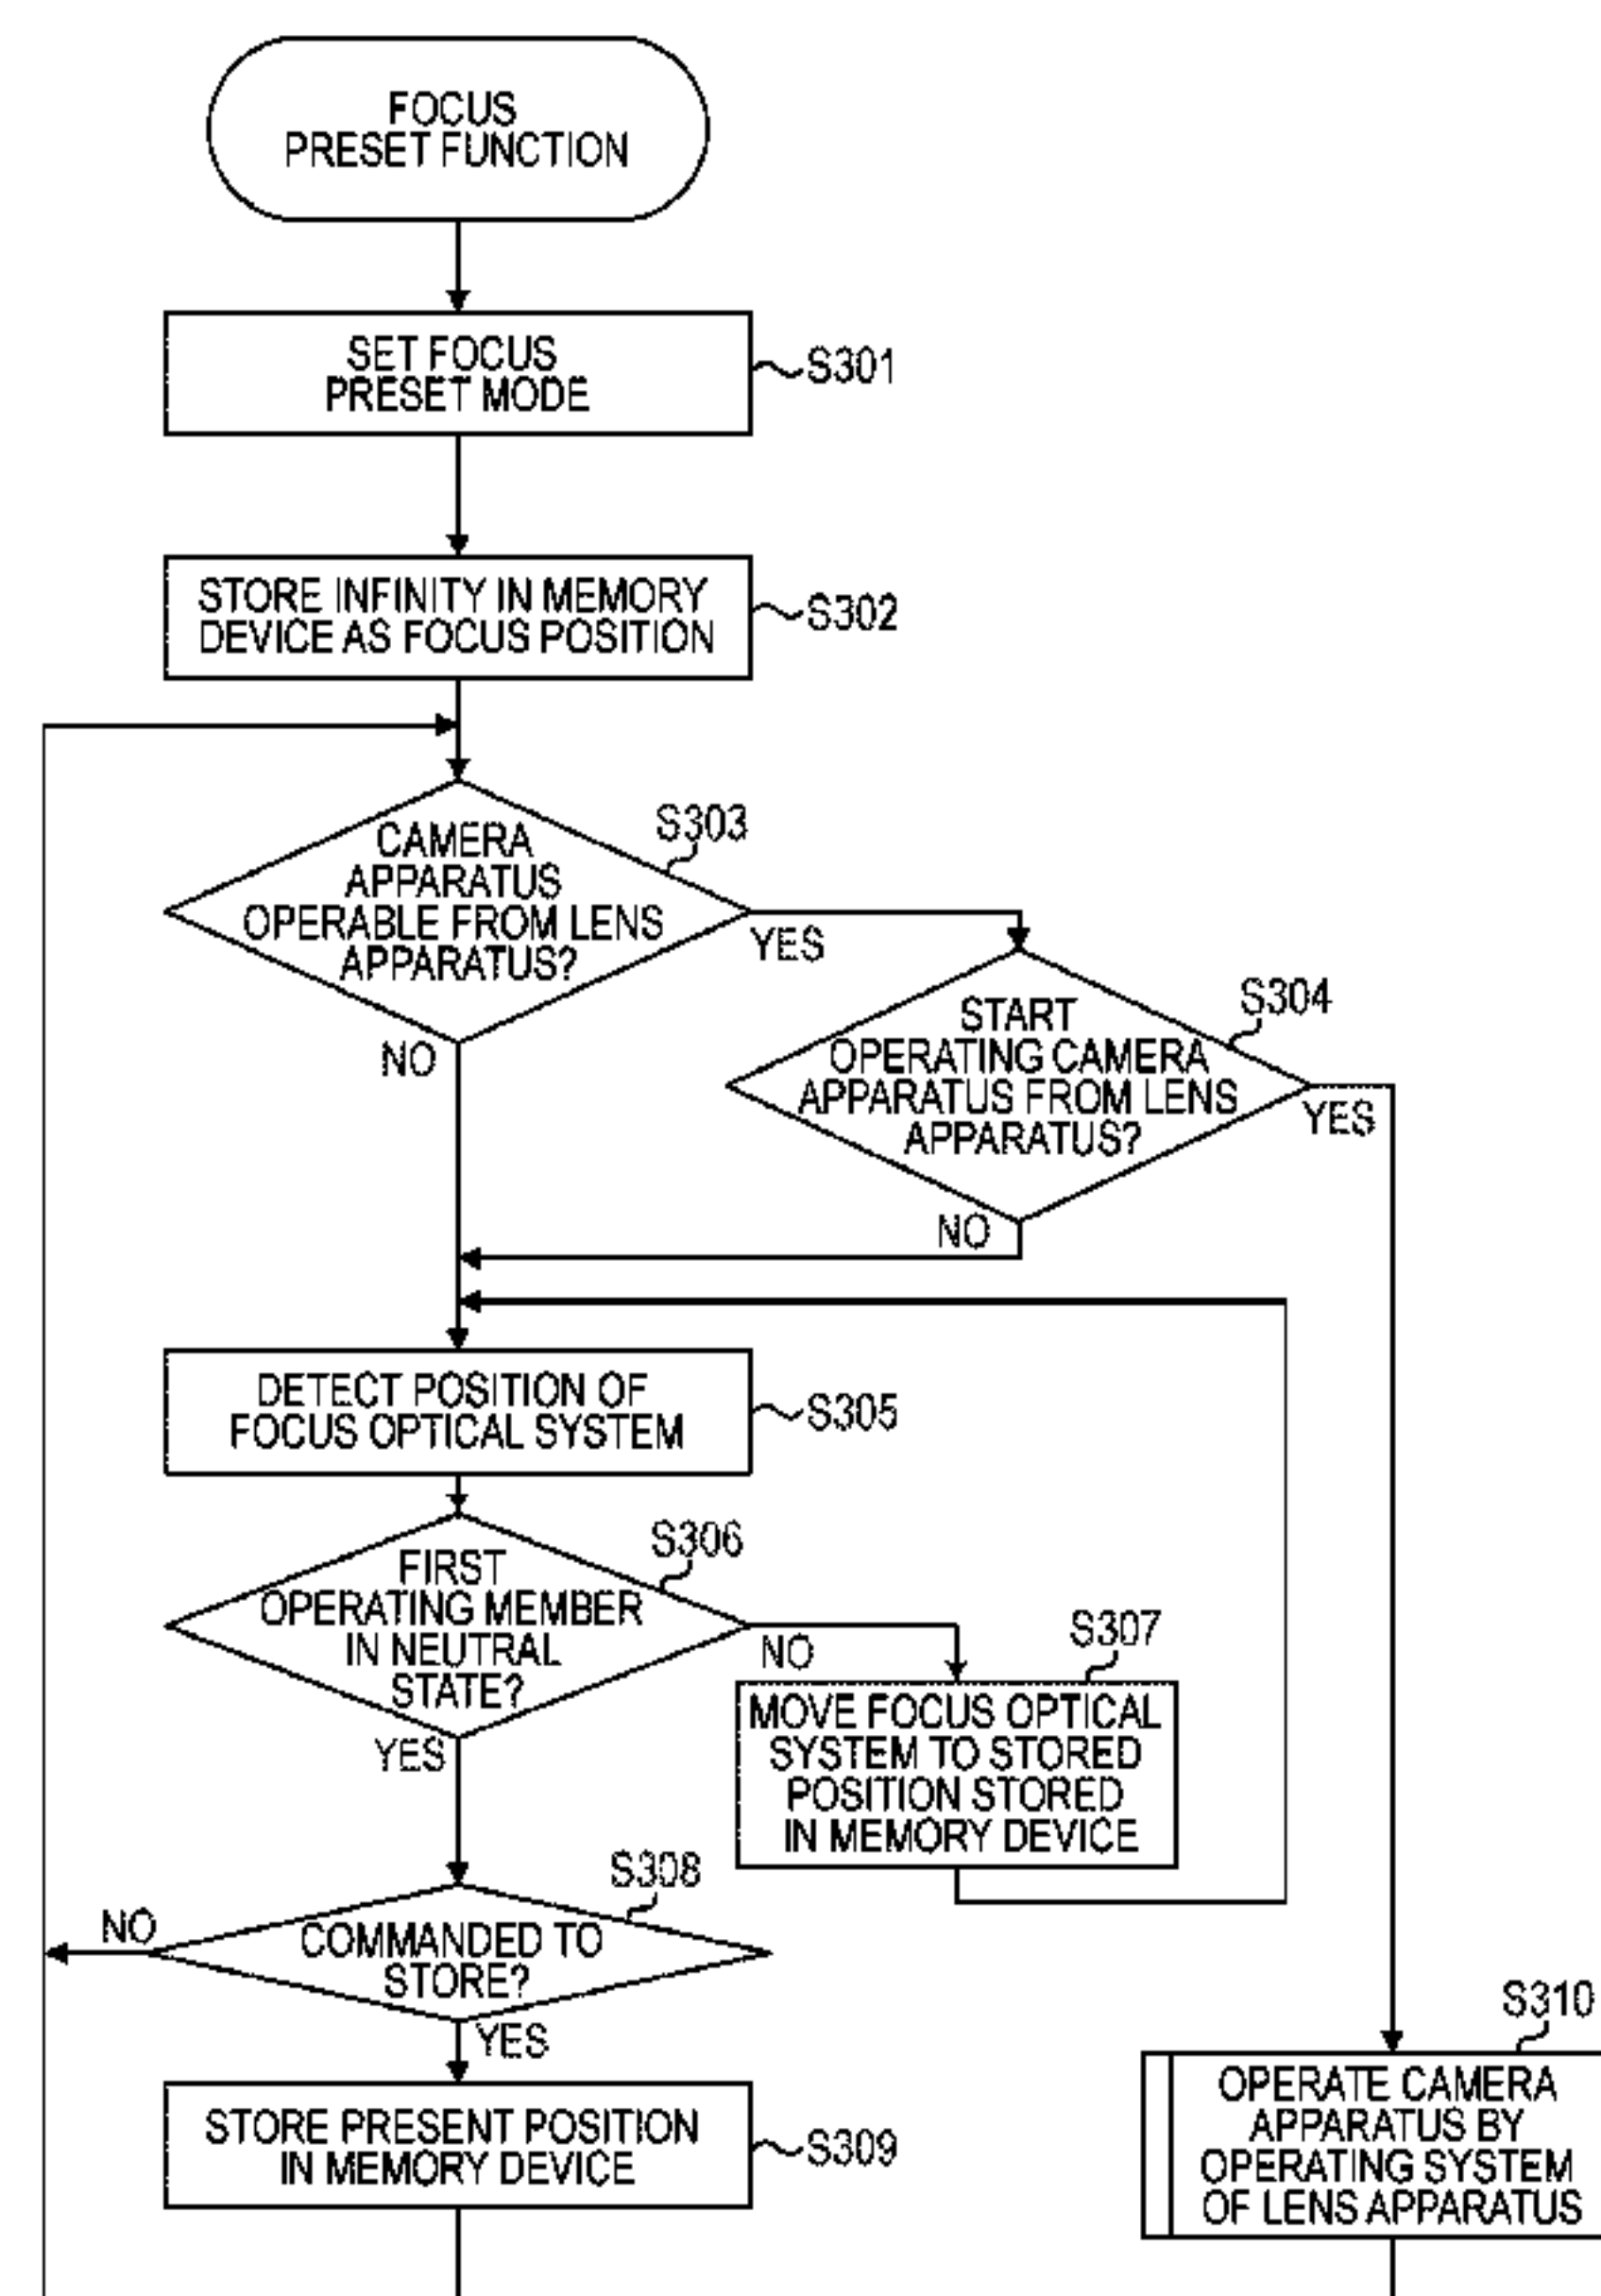 FOCUS
PRESET FUNCTION
SET FOCUS
PRESET MODE
S301
STORE INFINITY IN MEMORY
DEVICE AS FOCUS POSITION
S302
CAMERA
APPARATUS
OPERABLE FROM LENS
APPARATUS?
S303
YES
NO
START
OPERATING CAMERA
APPARATUS FROM LENS
APPARATUS?
S304
YES
NO
DETECT POSITION OF
FOCUS OPTICAL SYSTEM
S305
FIRST
OPERATING MEMBER
IN NEUTRAL
STATE?
S306
NO
YES
S307
MOVE FOCUS OPTICAL
SYSTEM TO STORED
POSITION STORED
IN MEMORY DEVICE
S308
NO
COMMANDED TO
STORE?
YES
STORE PRESENT POSITION
IN MEMORY DEVICE
S309
S310
OPERATE CAMERA
APPARATUS BY
OPERATING SYSTEM
OF LENS APPARATUS